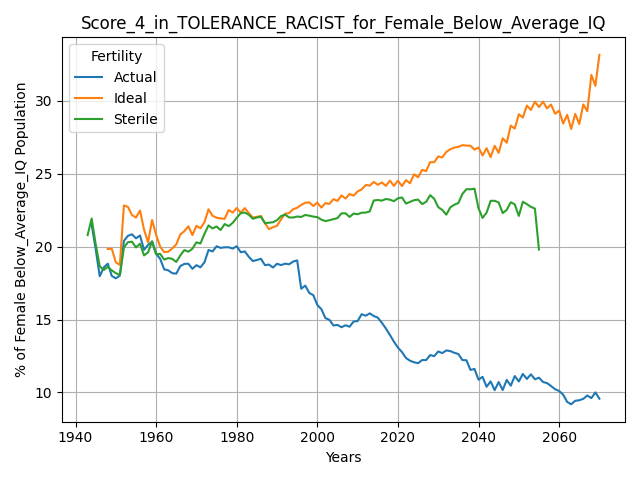 Score_4_in_TOLERANCE_RACIST_for_Female_Below_Average_IQ
Fertility
Actual
Ideal
Sterile
% of Female Below_Average_IQ Population
30
25
20
15
10
1940 1960 1980 2000 2020 2040 2060
Years